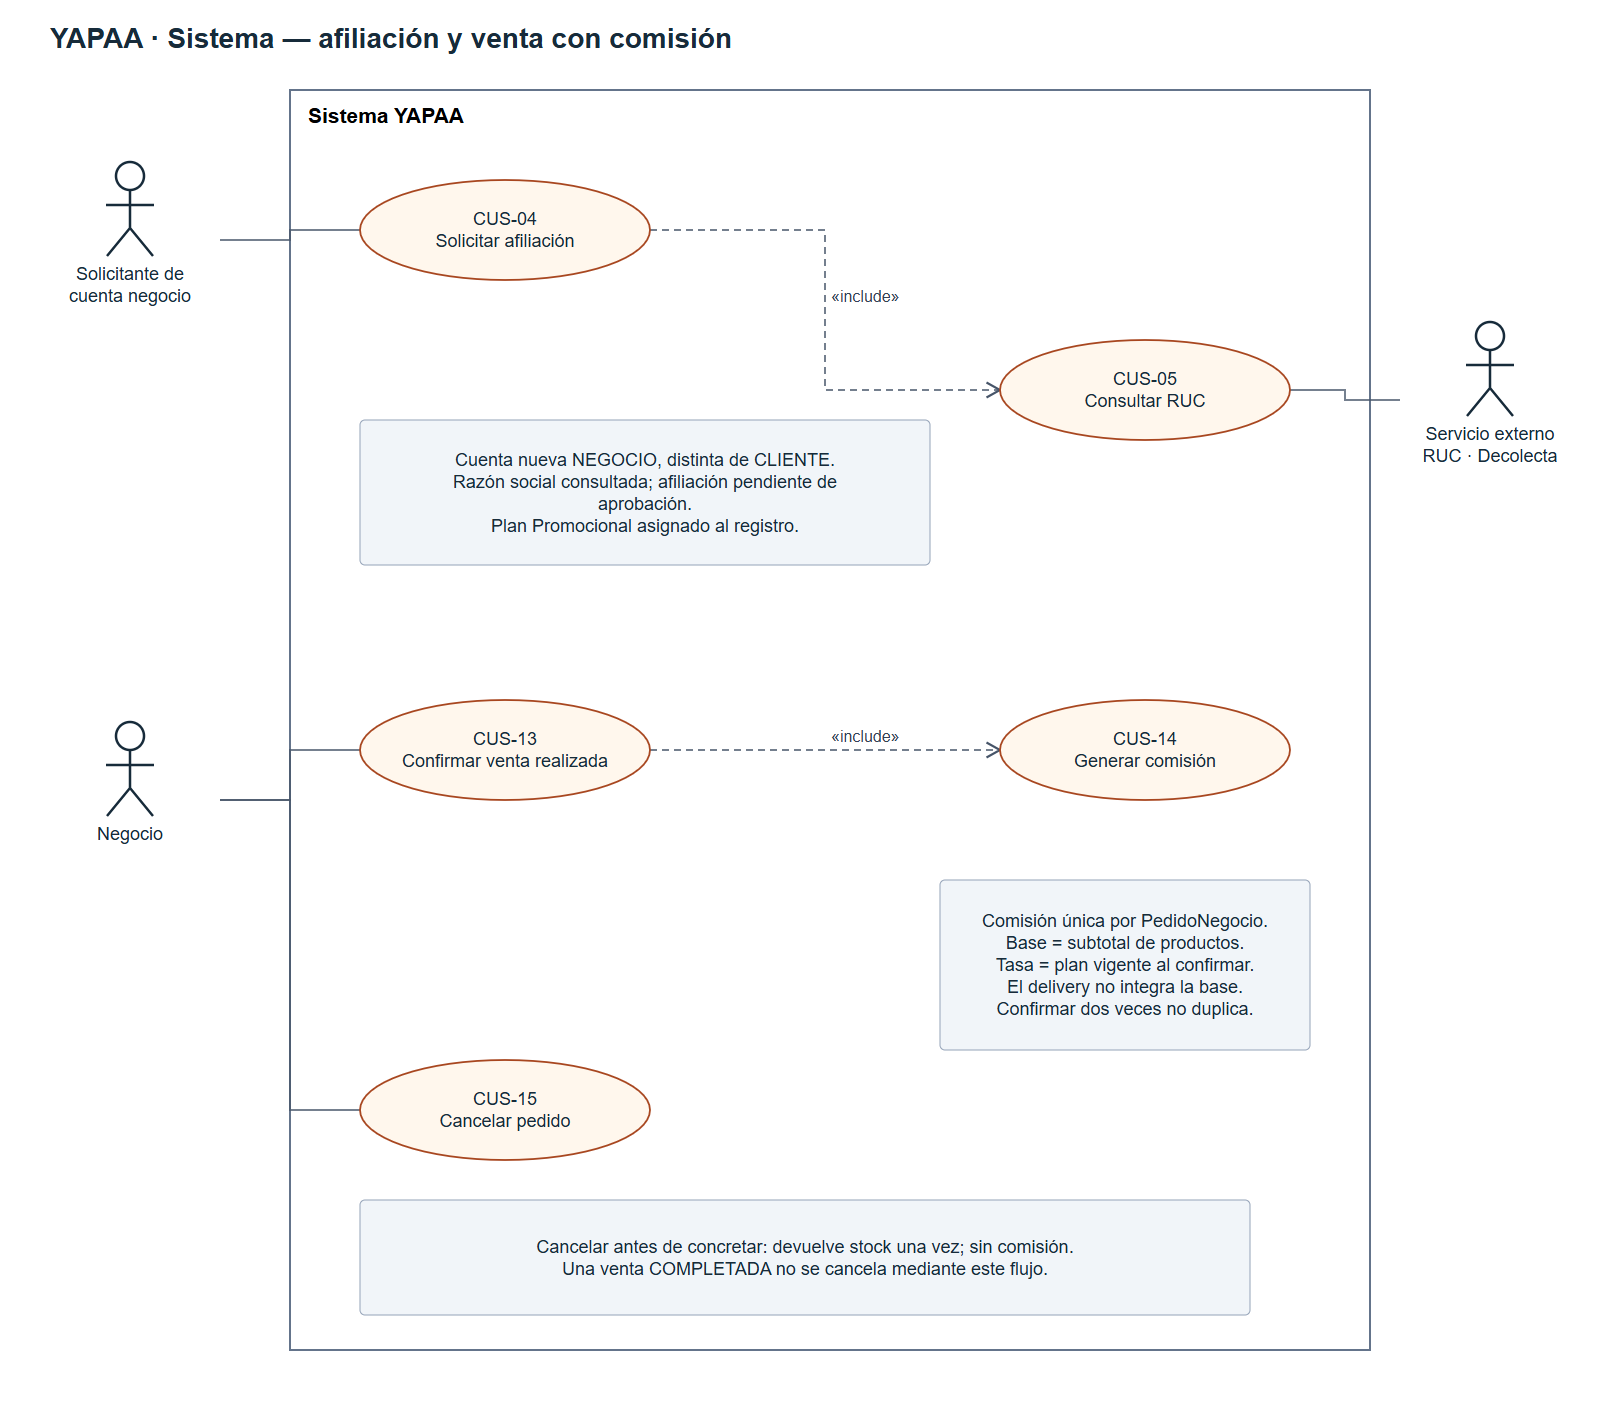 YAPAA · Sistema — afiliación y venta con comisión
Sistema YAPAA
Solicitante de
cuenta negocio
CUS-04
Solicitar afiliación
«include»
CUS-05
Consultar RUC
Servicio externo
RUC · Decolecta
Cuenta nueva NEGOCIO, distinta de CLIENTE.
Razón social consultada; afiliación pendiente de
aprobación.
Plan Promocional asignado al registro.
Negocio
CUS-13
Confirmar venta realizada
«include»
CUS-14
Generar comisión
Comisión única por PedidoNegocio.
Base = subtotal de productos.
Tasa = plan vigente al confirmar.
El delivery no integra la base.
Confirmar dos veces no duplica.
CUS-15
Cancelar pedido
Cancelar antes de concretar: devuelve stock una vez; sin comisión.
Una venta COMPLETADA no se cancela mediante este flujo.